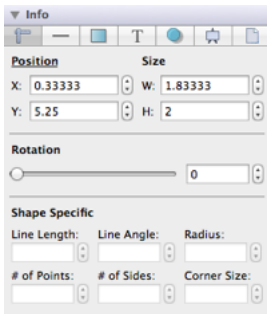 Info
T
Position Size
X: 0.33333 W: 1.83333
Y: 5.25 H: 2
Rotation
0
Shape Specific
Line Length: Line Angle: Radius:
# of Points: # of Sides: Corner Size: